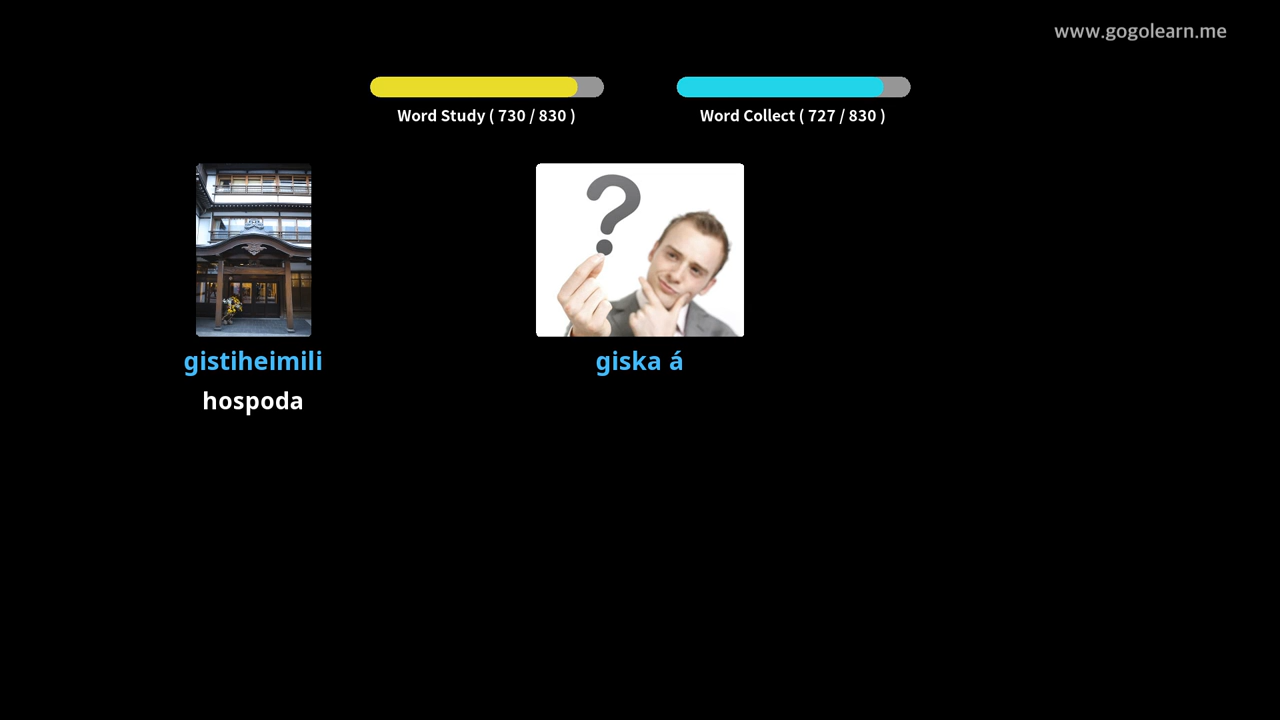 www.gogolearn.me
Word Study ( 730 / 830 )
Word Collect ( 727 / 830 )
gistiheimili
giska á
hospoda